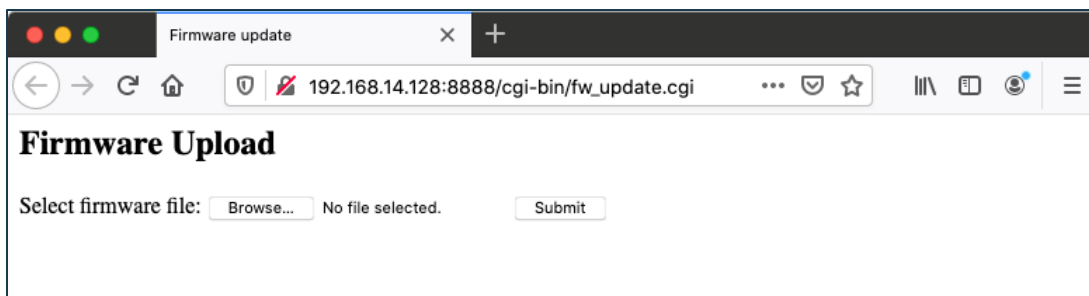 Firmware update
192.168.14.128:8888/cgi-bin/fw_update.cgi
Firmware Upload
Select firmware file: Browse... No file selected. Submit